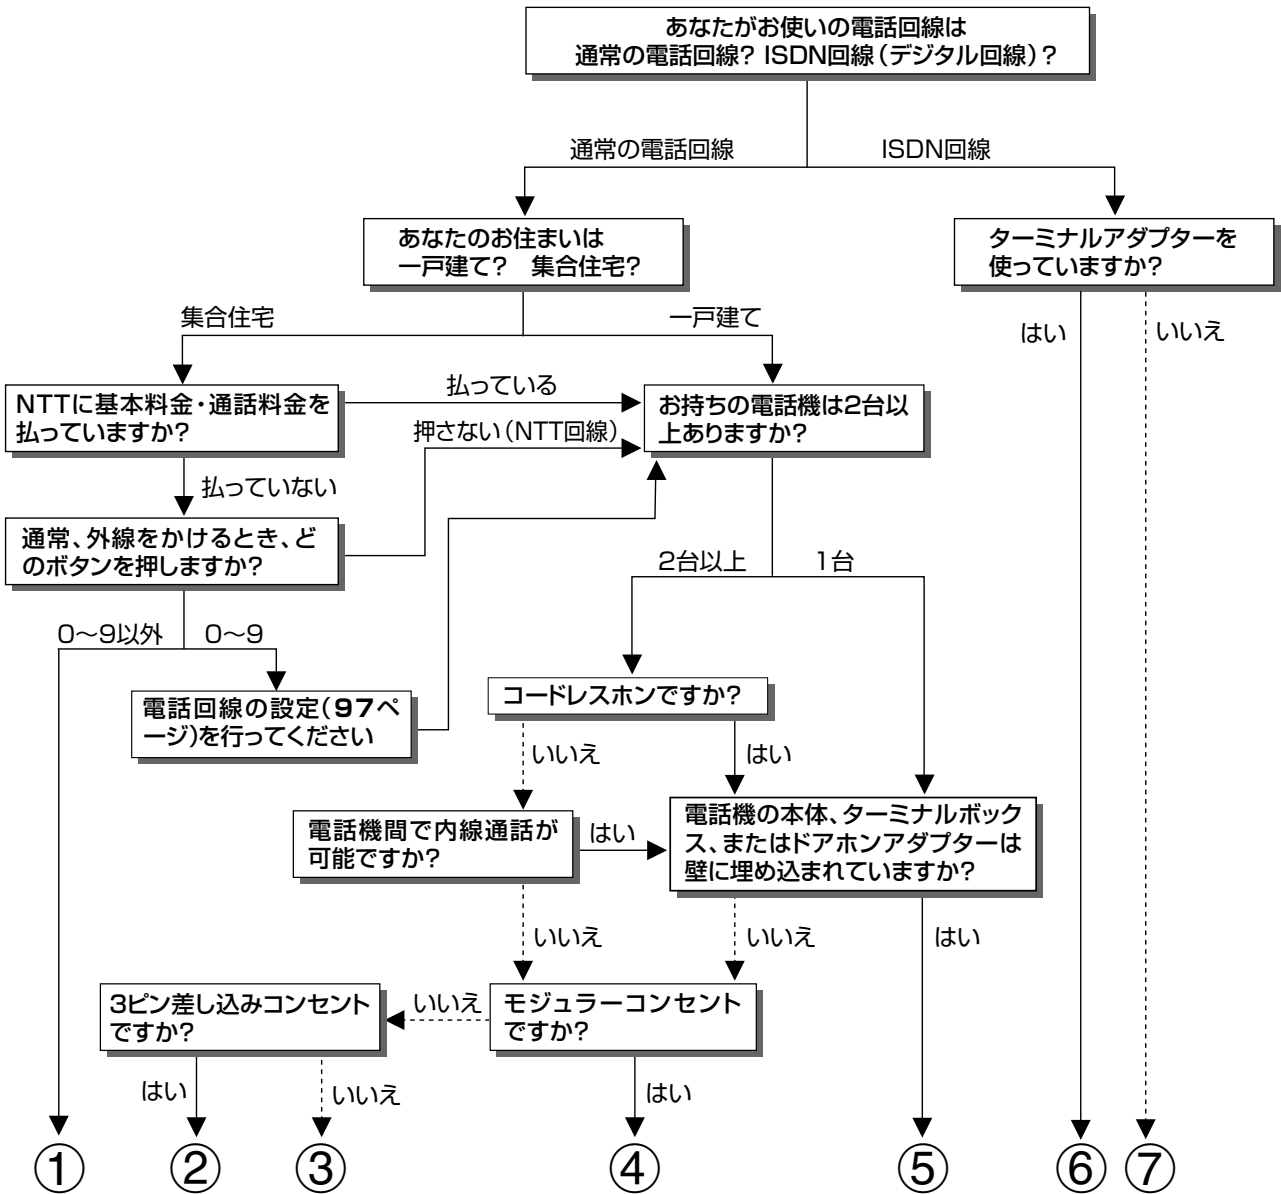 あなたがお使いの電話回線は
通常の電話回線? ISDN回線(デジタル回線)?
通常の電話回線
ISDN回線
あなたのお住まいは
一戸建て? 集合住宅?
ターミナルアダプターを
使っていますか?
集合住宅
一戸建て
はい
いいえ
NTTに基本料金・通話料金を
払っていますか?
払っている
お持ちの電話機は2台以
上ありますか?
押さない(NTT回線)
払っていない
通常、外線をかけるとき、ど
のボタンを押しますか?
2台以上
1台
0〜9以外
0〜9
電話回線の設定(97ペ
ージ)を行ってください
コードレスホンですか?
いいえ
はい
電話機間で内線通話が
可能ですか?
はい
電話機の本体、ターミナルボック
ス、またはドアホンアダプターは
壁に埋め込まれていますか?
いいえ
いいえ
はい
3ピン差し込みコンセント
ですか?
いいえ
モジュラーコンセント
ですか?
はい
いいえ
はい
①
②
③
④
⑤
⑥
⑦